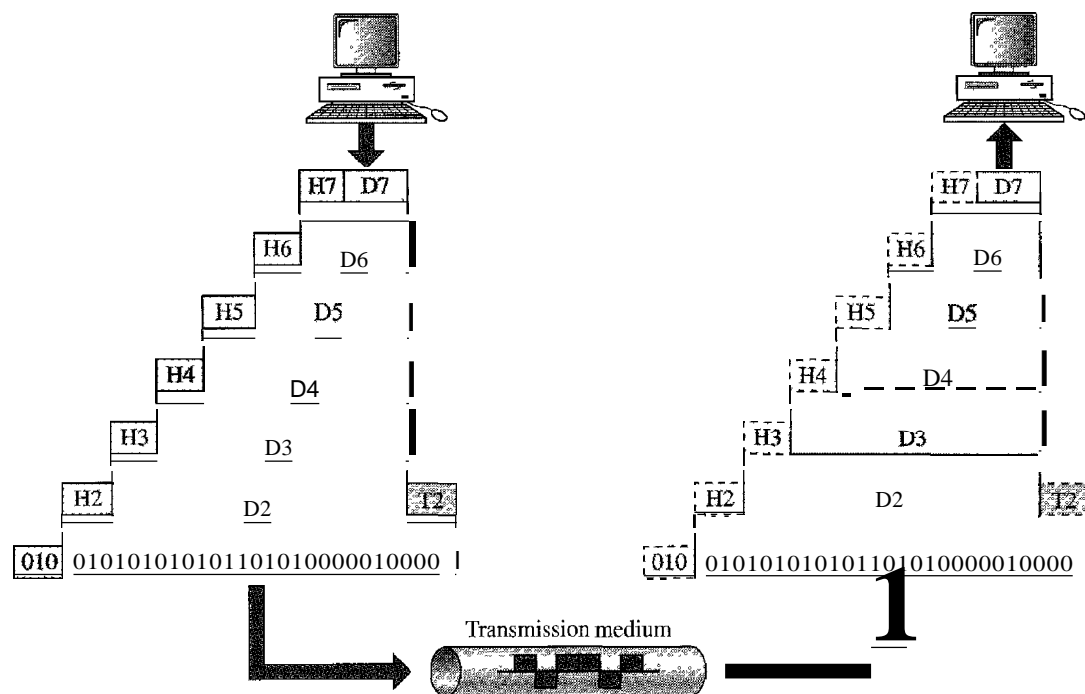 H7 D7
H6 D6
H5 D5
H4 D4
H3 D3
H2 D2 T2
010 010101010101101010000010000
H7 D7
H6 D6
H5 D5
H4 D4
H3 D3
H2 D2 T2
010 010101010101101010000010000
1
Transmission medium